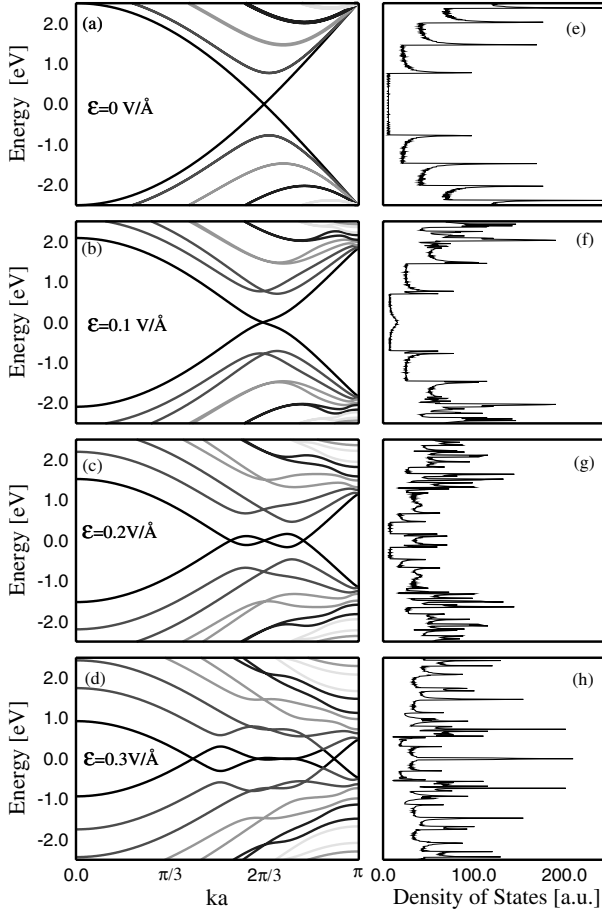 (a)
Energy [eV]
2.0
1.0
0.0
-1.0
-2.0
ℇ=0 V/Å
(e)
(b)
Energy [eV]
2.0
1.0
0.0
-1.0
-2.0
ℇ=0.1 V/Å
(f)
(c)
Energy [eV]
2.0
1.0
0.0
-1.0
-2.0
ℇ=0.2V/Å
(g)
(d)
Energy [eV]
2.0
1.0
0.0
-1.0
-2.0
ℇ=0.3V/Å
(h)
0.0 π/3 2π/3 π
ka
0.0 100.0 200.0
Density of States [a.u.]